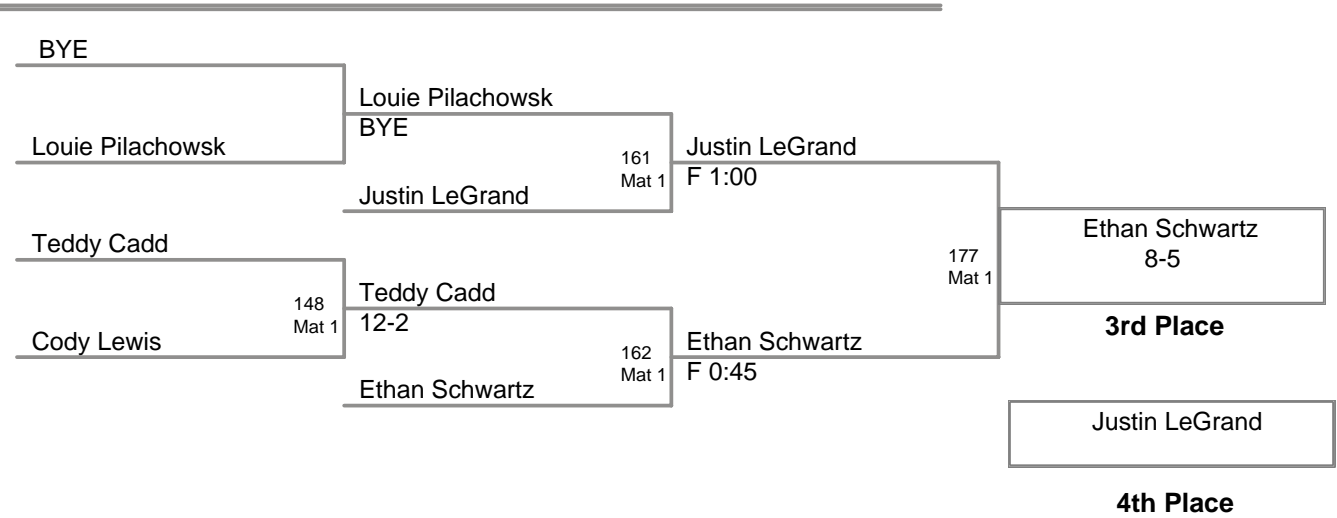 BYE
Louie Pilachowsk
BYE
Louie Pilachowsk
161
Mat 1
Justin LeGrand
F 1:00
Justin LeGrand
Teddy Cadd
Ethan Schwartz
8-5
177
Mat 1
148
Mat 1
Teddy Cadd
12-2
3rd Place
Cody Lewis
162
Mat 1
Ethan Schwartz
F 0:45
Ethan Schwartz
Justin LeGrand
4th Place